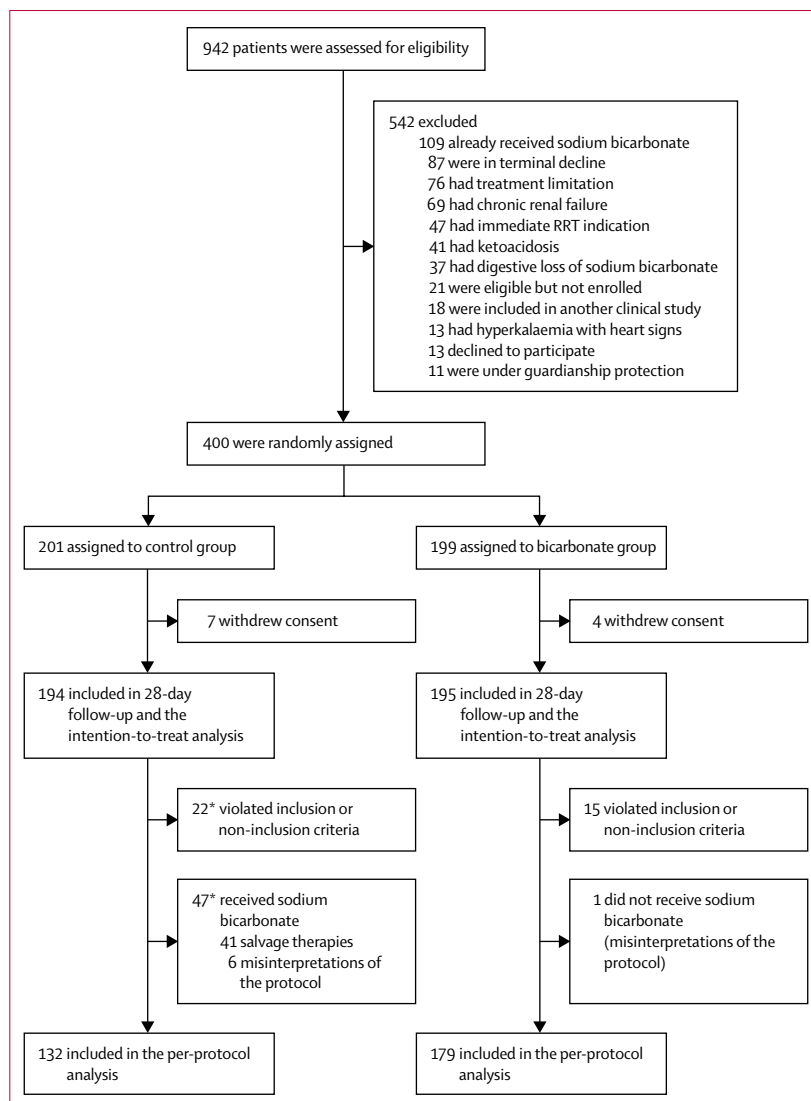 942 patients were assessed for eligibility
542 excluded
109 already received sodium bicarbonate
87 were in terminal decline
76 had treatment limitation
69 had chronic renal failure
47 had immediate RRT indication
41 had ketoacidosis
37 had digestive loss of sodium bicarbonate
21 were eligible but not enrolled
18 were included in another clinical study
13 had hyperkalaemia with heart signs
13 declined to participate
11 were under guardianship protection
400 were randomly assigned
201 assigned to control group
199 assigned to bicarbonate group
7 withdrew consent
4 withdrew consent
194 included in 28-day
follow-up and the
intention-to-treat analysis
195 included in 28-day
follow-up and the
intention-to-treat analysis
22* violated inclusion or
non-inclusion criteria
15 violated inclusion or
non-inclusion criteria
47* received sodium
bicarbonate
41 salvage therapies
6 misinterpretations of
the protocol
1 did not receive sodium
bicarbonate
(misinterpretations of the
protocol)
132 included in the per-protocol
analysis
179 included in the per-protocol
analysis